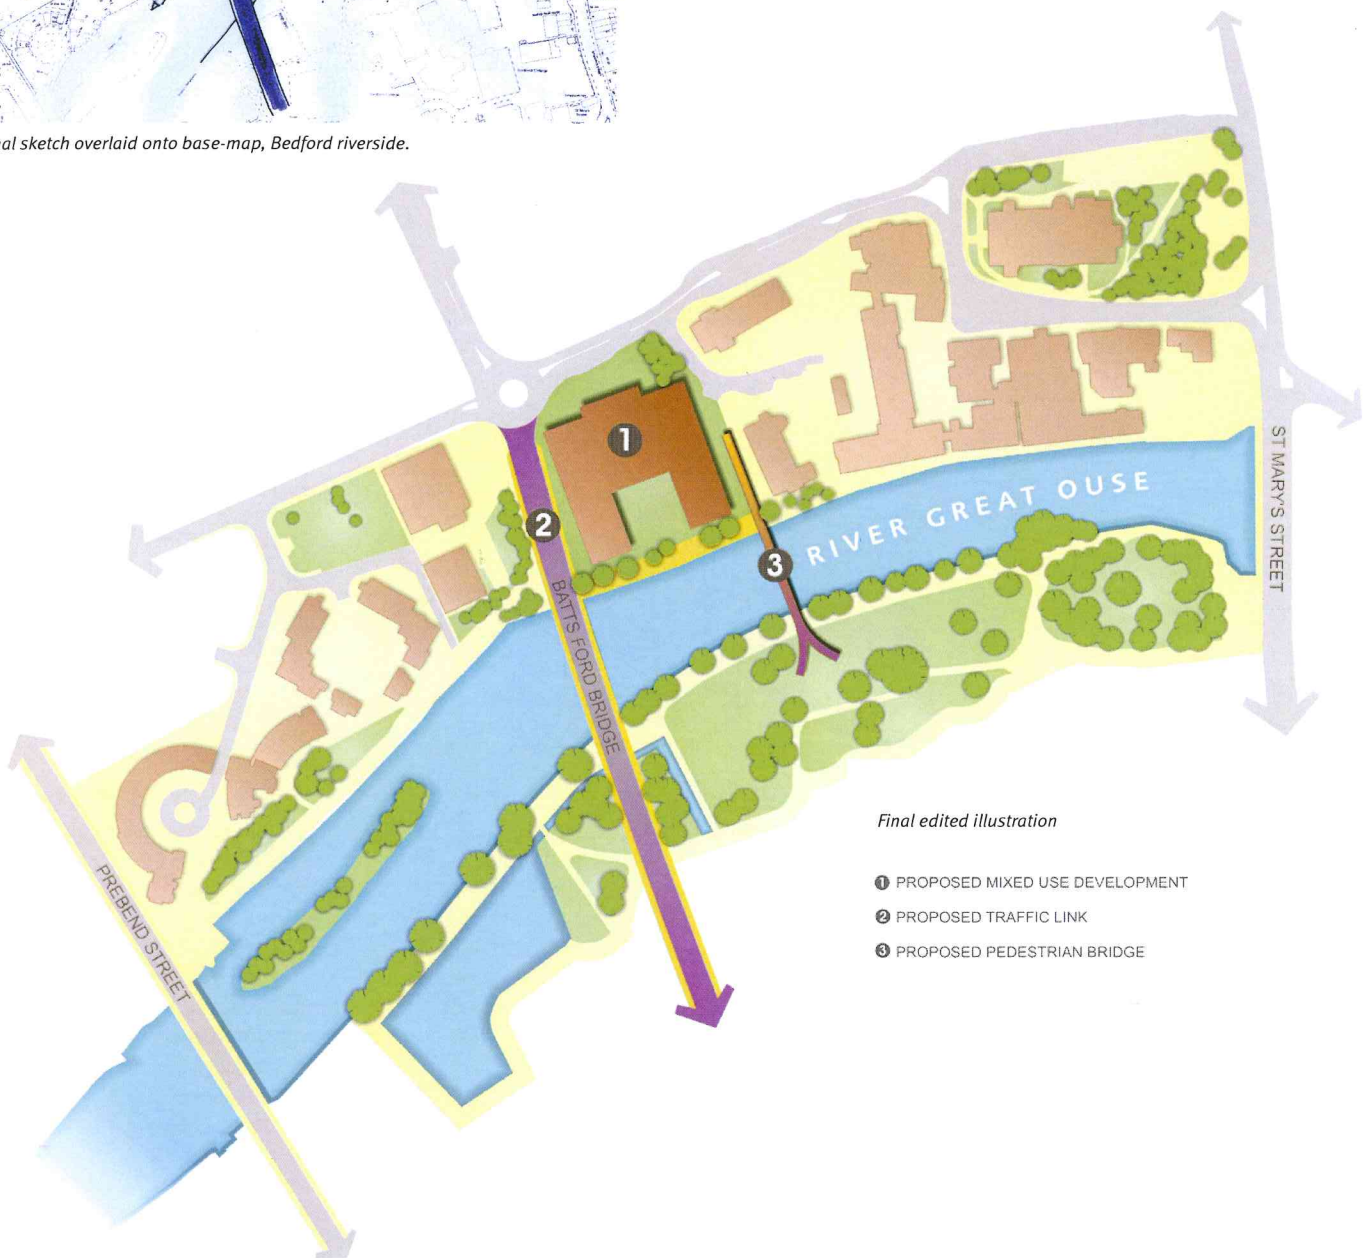 al sketch overlaid onto base-map, Bedford riverside.
1
2
3
RIVER GREAT OUSE
ST MARY'S STREET
BATTS FORD BRIDGE
PREBEND STREET
Final edited illustration
1 PROPOSED MIXED USE DEVELOPMENT
2 PROPOSED TRAFFIC LINK
3 PROPOSED PEDESTRIAN BRIDGE